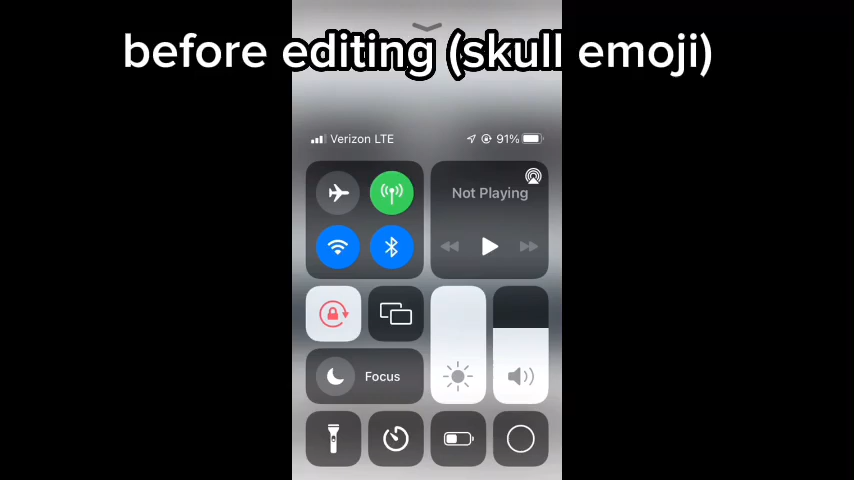 before editing (skull emoji)
Verizon LTE 91%
Not Playing
Focus